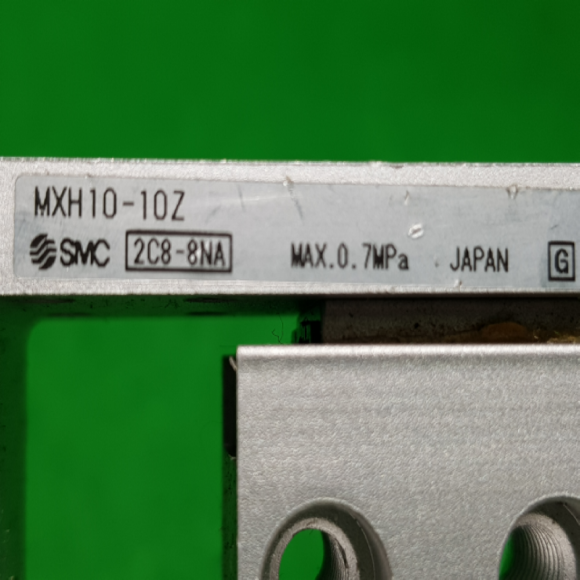 MXH10-10Z
SMC 2C8-8NA MAX.0.7MPa JAPAN G